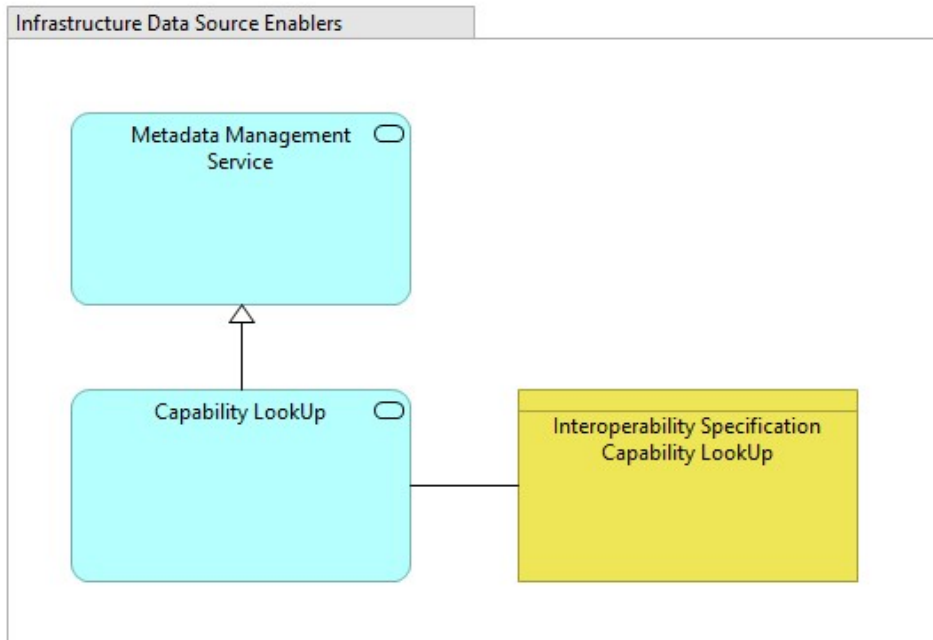 Infrastructure Data Source Enablers
Metadata Management
Service
Capability LookUp
Interoperability Specification
Capability LookUp